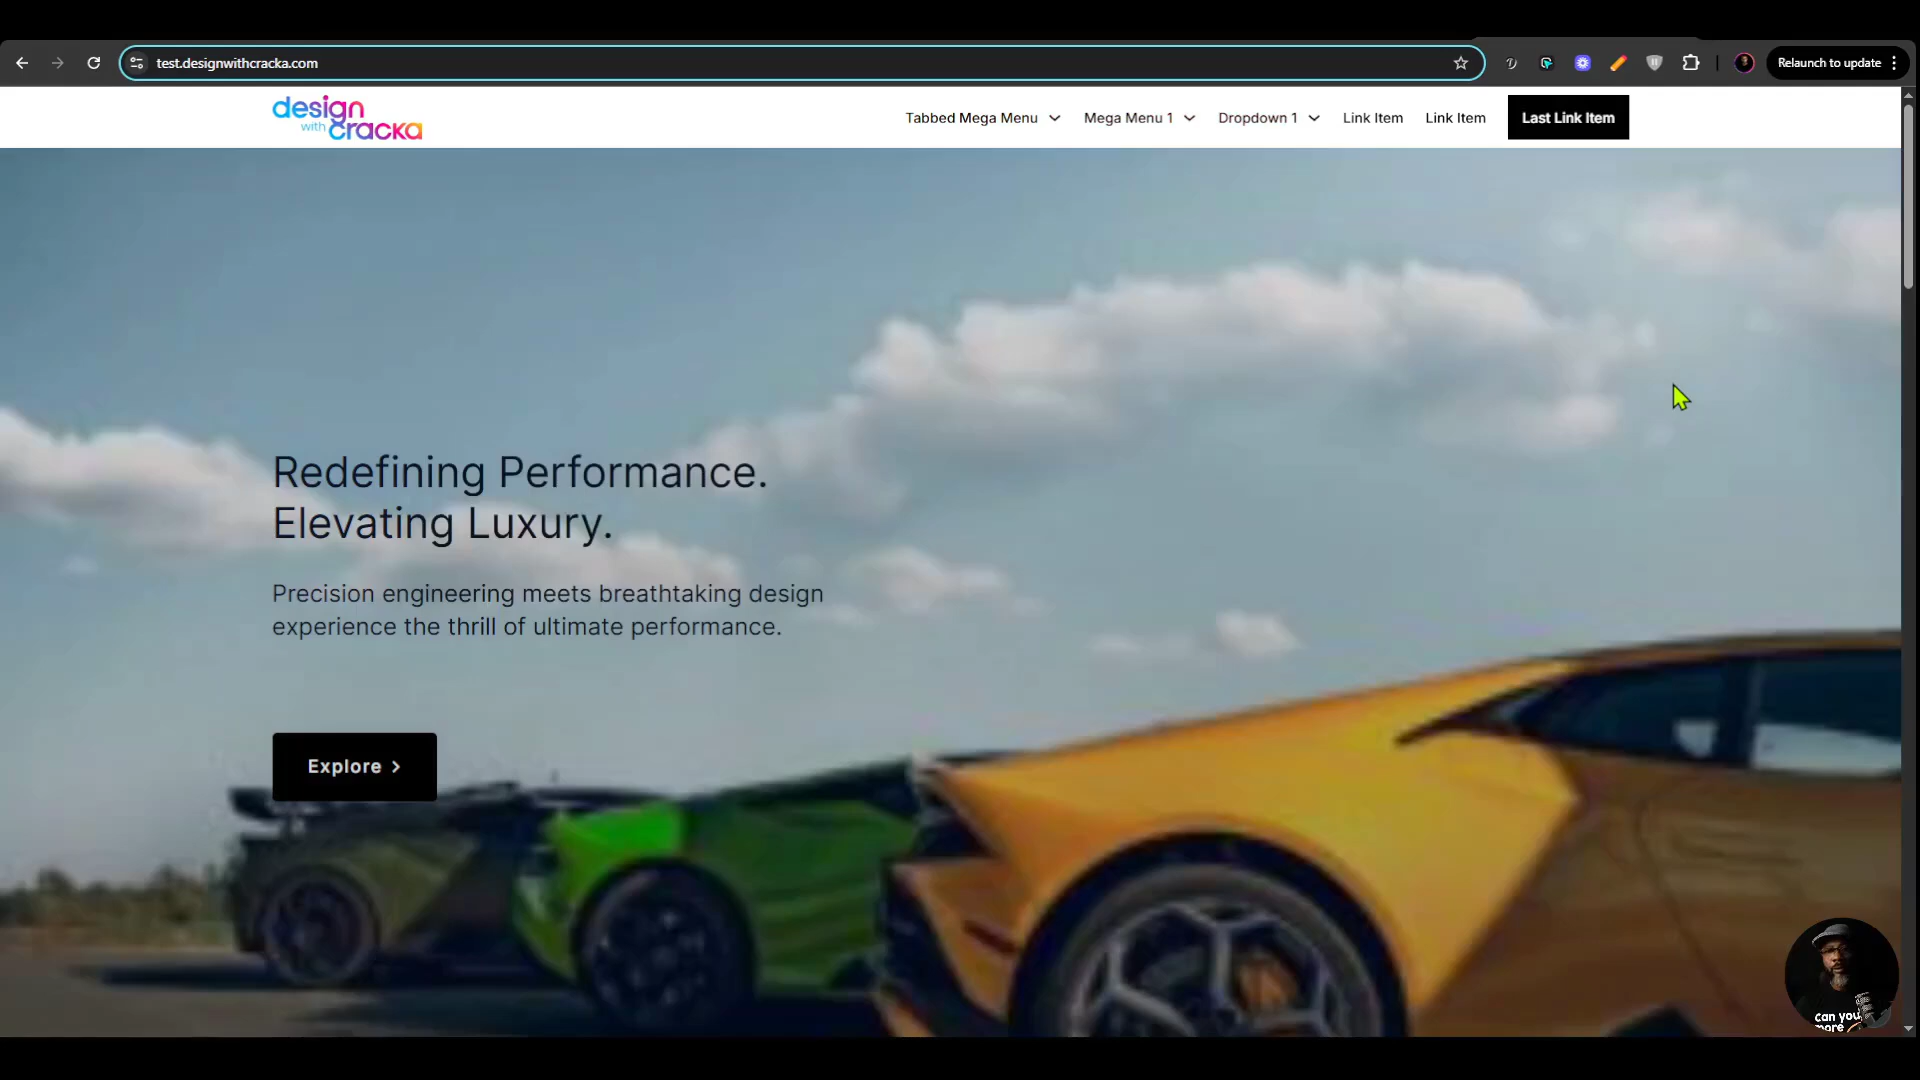 test.designwithcracka.com
Relaunch to update
design
with cracka
Tabbed Mega Menu
Mega Menu 1
Dropdown 1
Link Item
Link Item
Last Link Item
Redefining Performance.
Elevating Luxury.
Precision engineering meets breathtaking design
experience the thrill of ultimate performance.
Explore
can you
more